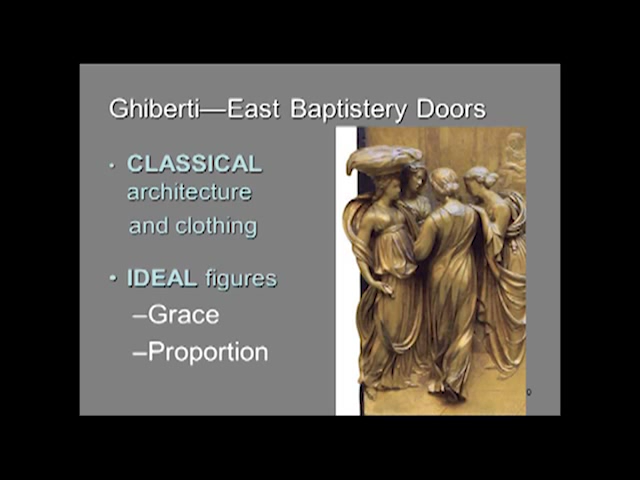 Ghiberti—East Baptistery Doors
• CLASSICAL
architecture
and clothing
• IDEAL figures
–Grace
–Proportion